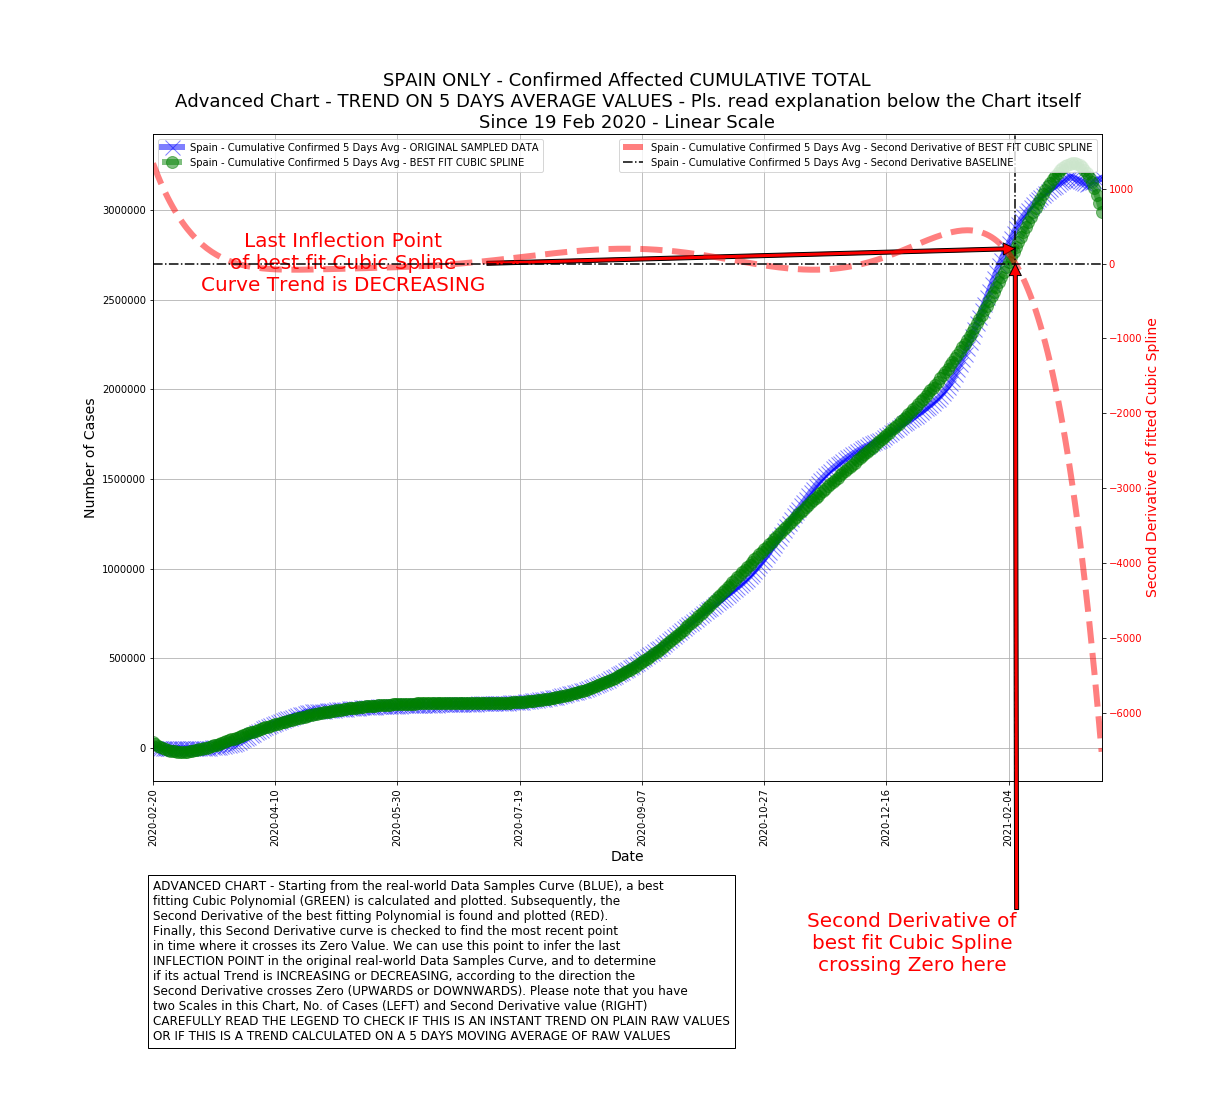 SPAIN ONLY - Confirmed Affected CUMULATIVE TOTAL
Advanced Chart - TREND ON 5 DAYS AVERAGE VALUES - Pls. read explanation below the Chart itself
Since 19 Feb 2020 - Linear Scale
Spain - Cumulative Confirmed 5 Days Avg - ORIGINAL SAMPLED DATA
Spain - Cumulative Confirmed 5 Days Avg - BEST FIT CUBIC SPLINE
Spain - Cumulative Confirmed 5 Days Avg - Second Derivative of BEST FIT CUBIC SPLINE
Spain - Cumulative Confirmed 5 Days Avg - Second Derivative BASELINE
Last Inflection Point
of best fit Cubic Spline
Curve Trend is DECREASING
Number of Cases
3000000
2500000
2000000
1500000
1000000
500000
0
1000
0
−1000
−2000
−3000
−4000
−5000
−6000
Second Derivative of fitted Cubic Spline
2020-02-20
2020-04-10
2020-05-30
2020-07-19
2020-09-07
2020-10-27
2020-12-16
2021-02-04
Date
Second Derivative of
best fit Cubic Spline
crossing Zero here
ADVANCED CHART - Starting from the real-world Data Samples Curve (BLUE), a best
fitting Cubic Polynomial (GREEN) is calculated and plotted. Subsequently, the
Second Derivative of the best fitting Polynomial is found and plotted (RED).
Finally, this Second Derivative curve is checked to find the most recent point
in time where it crosses its Zero Value. We can use this point to infer the last
INFLECTION POINT in the original real-world Data Samples Curve, and to determine
if its actual Trend is INCREASING or DECREASING, according to the direction the
Second Derivative crosses Zero (UPWARDS or DOWNWARDS). Please note that you have
two Scales in this Chart, No. of Cases (LEFT) and Second Derivative value (RIGHT)
CAREFULLY READ THE LEGEND TO CHECK IF THIS IS AN INSTANT TREND ON PLAIN RAW VALUES
OR IF THIS IS A TREND CALCULATED ON A 5 DAYS MOVING AVERAGE OF RAW VALUES